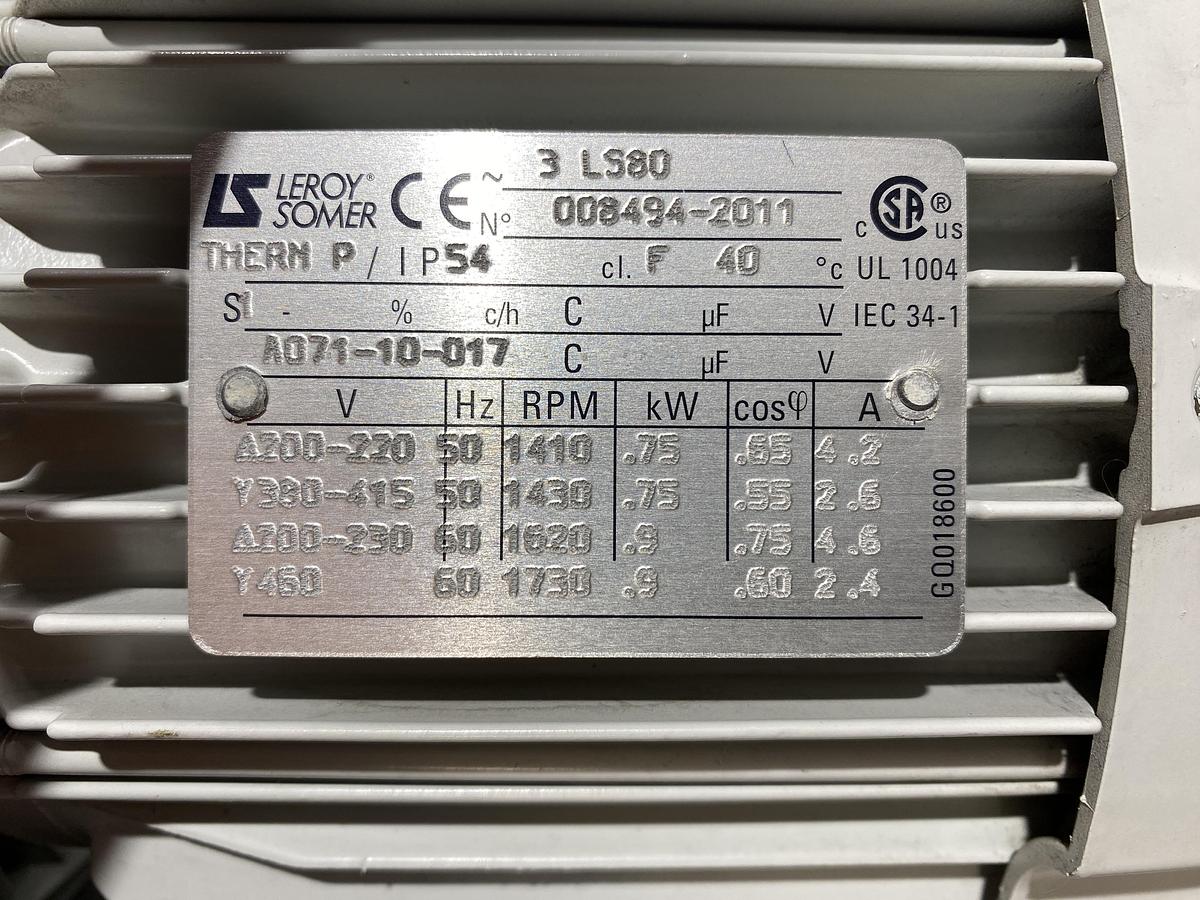 LS LEROY® SOMER CE ~ 3 LS80
N° 008494-2011 c SA® us
THERM P / IP54 cl. F 40 °c UL 1004
S1 - % c/h C µF V IEC 34-1
A071-10-017 C µF V
V Hz RPM kW cosφ A
Δ200-220 50 1410 .75 .65 4.2
Y380-415 50 1430 .75 .55 2.6
Δ200-230 60 1620 .9 .75 4.6
Y460 60 1730 .9 .60 2.4
GQ018600